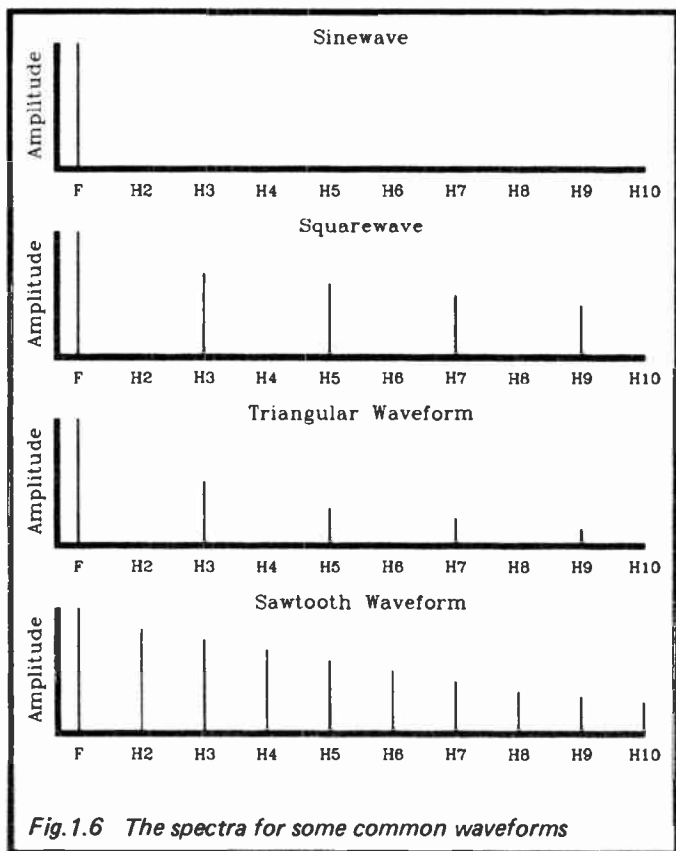 Sinewave
Amplitude
F H2 H3 H4 H5 H6 H7 H8 H9 H10
Squarewave
Amplitude
F H2 H3 H4 H5 H6 H7 H8 H9 H10
Triangular Waveform
Amplitude
F H2 H3 H4 H5 H6 H7 H8 H9 H10
Sawtooth Waveform
Amplitude
F H2 H3 H4 H5 H6 H7 H8 H9 H10
Fig.1.6 The spectra for some common waveforms